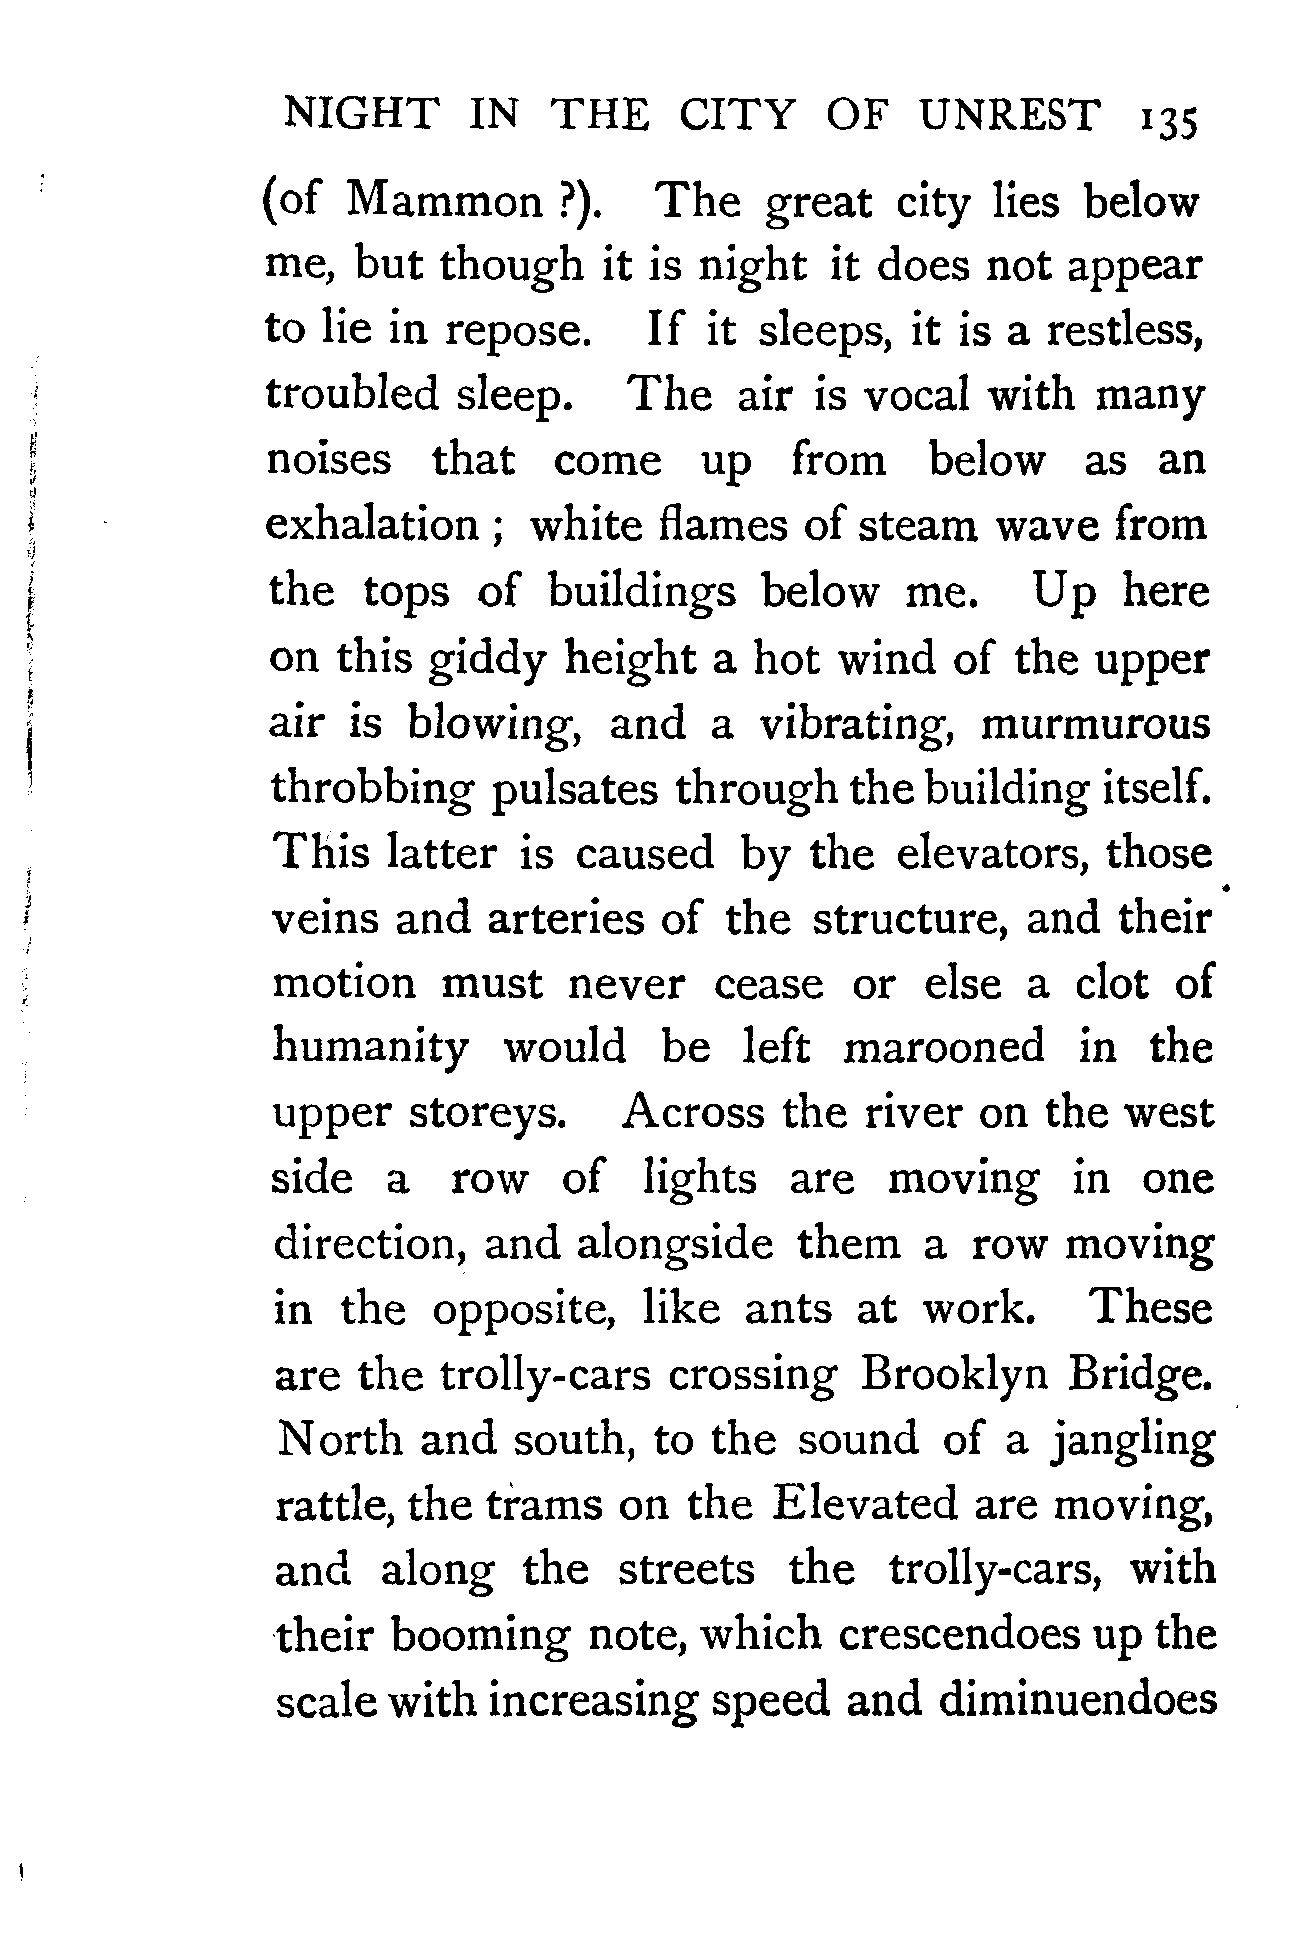 NIGHT IN THE CITY OF UNREST 135
(of Mammon ?). The great city lies below
me, but though it is night it does not appear
to lie in repose. If it sleeps, it is a restless,
troubled sleep. The air is vocal with many
noises that come up from below as an
exhalation ; white flames of steam wave from
the tops of buildings below me. Up here
on this giddy height a hot wind of the upper
air is blowing, and a vibrating, murmurous
throbbing pulsates through the building itself.
This latter is caused by the elevators, those
veins and arteries of the structure, and their
motion must never cease or else a clot of
humanity would be left marooned in the
upper storeys. Across the river on the west
side a row of lights are moving in one
direction, and alongside them a row moving
in the opposite, like ants at work. These
are the trolly-cars crossing Brooklyn Bridge.
North and south, to the sound of a jangling
rattle, the trams on the Elevated are moving,
and along the streets the trolly-cars, with
their booming note, which crescendoes up the
scale with increasing speed and diminuendoes